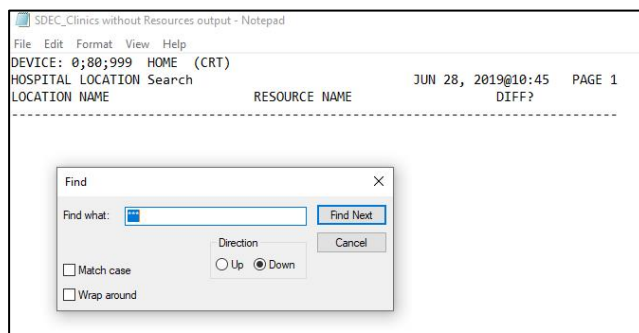 SDEC_Clinics without Resources output - Notepad
File Edit Format View Help
DEVICE: 0;80;999 HOME (CRT)
HOSPITAL LOCATION Search JUN 28, 2019@10:45 PAGE 1
LOCATION NAME RESOURCE NAME DIFF?
--------------------------------------------------------------------------------
Find
Find what: ***
Find Next
Direction
Cancel
Up Down
Match case
Wrap around